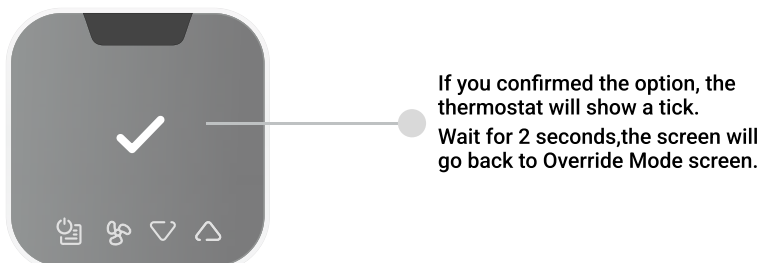 If you confirmed the option, the
thermostat will show a tick.
Wait for 2 seconds,the screen will
go back to Override Mode screen.